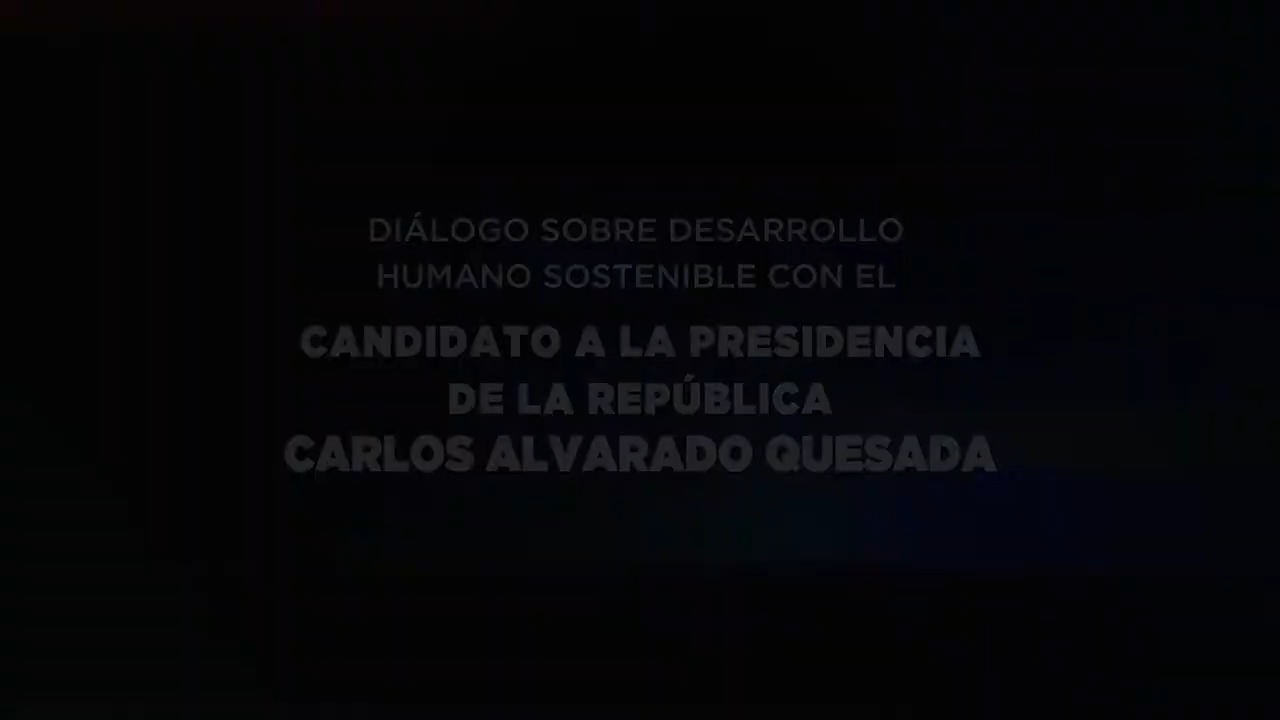 DIÁLOGO SOBRE DESARROLLO
HUMANO SOSTENIBLE CON EL
CANDIDATO A LA PRESIDENCIA
DE LA REPÚBLICA
CARLOS ALVARADO QUESADA